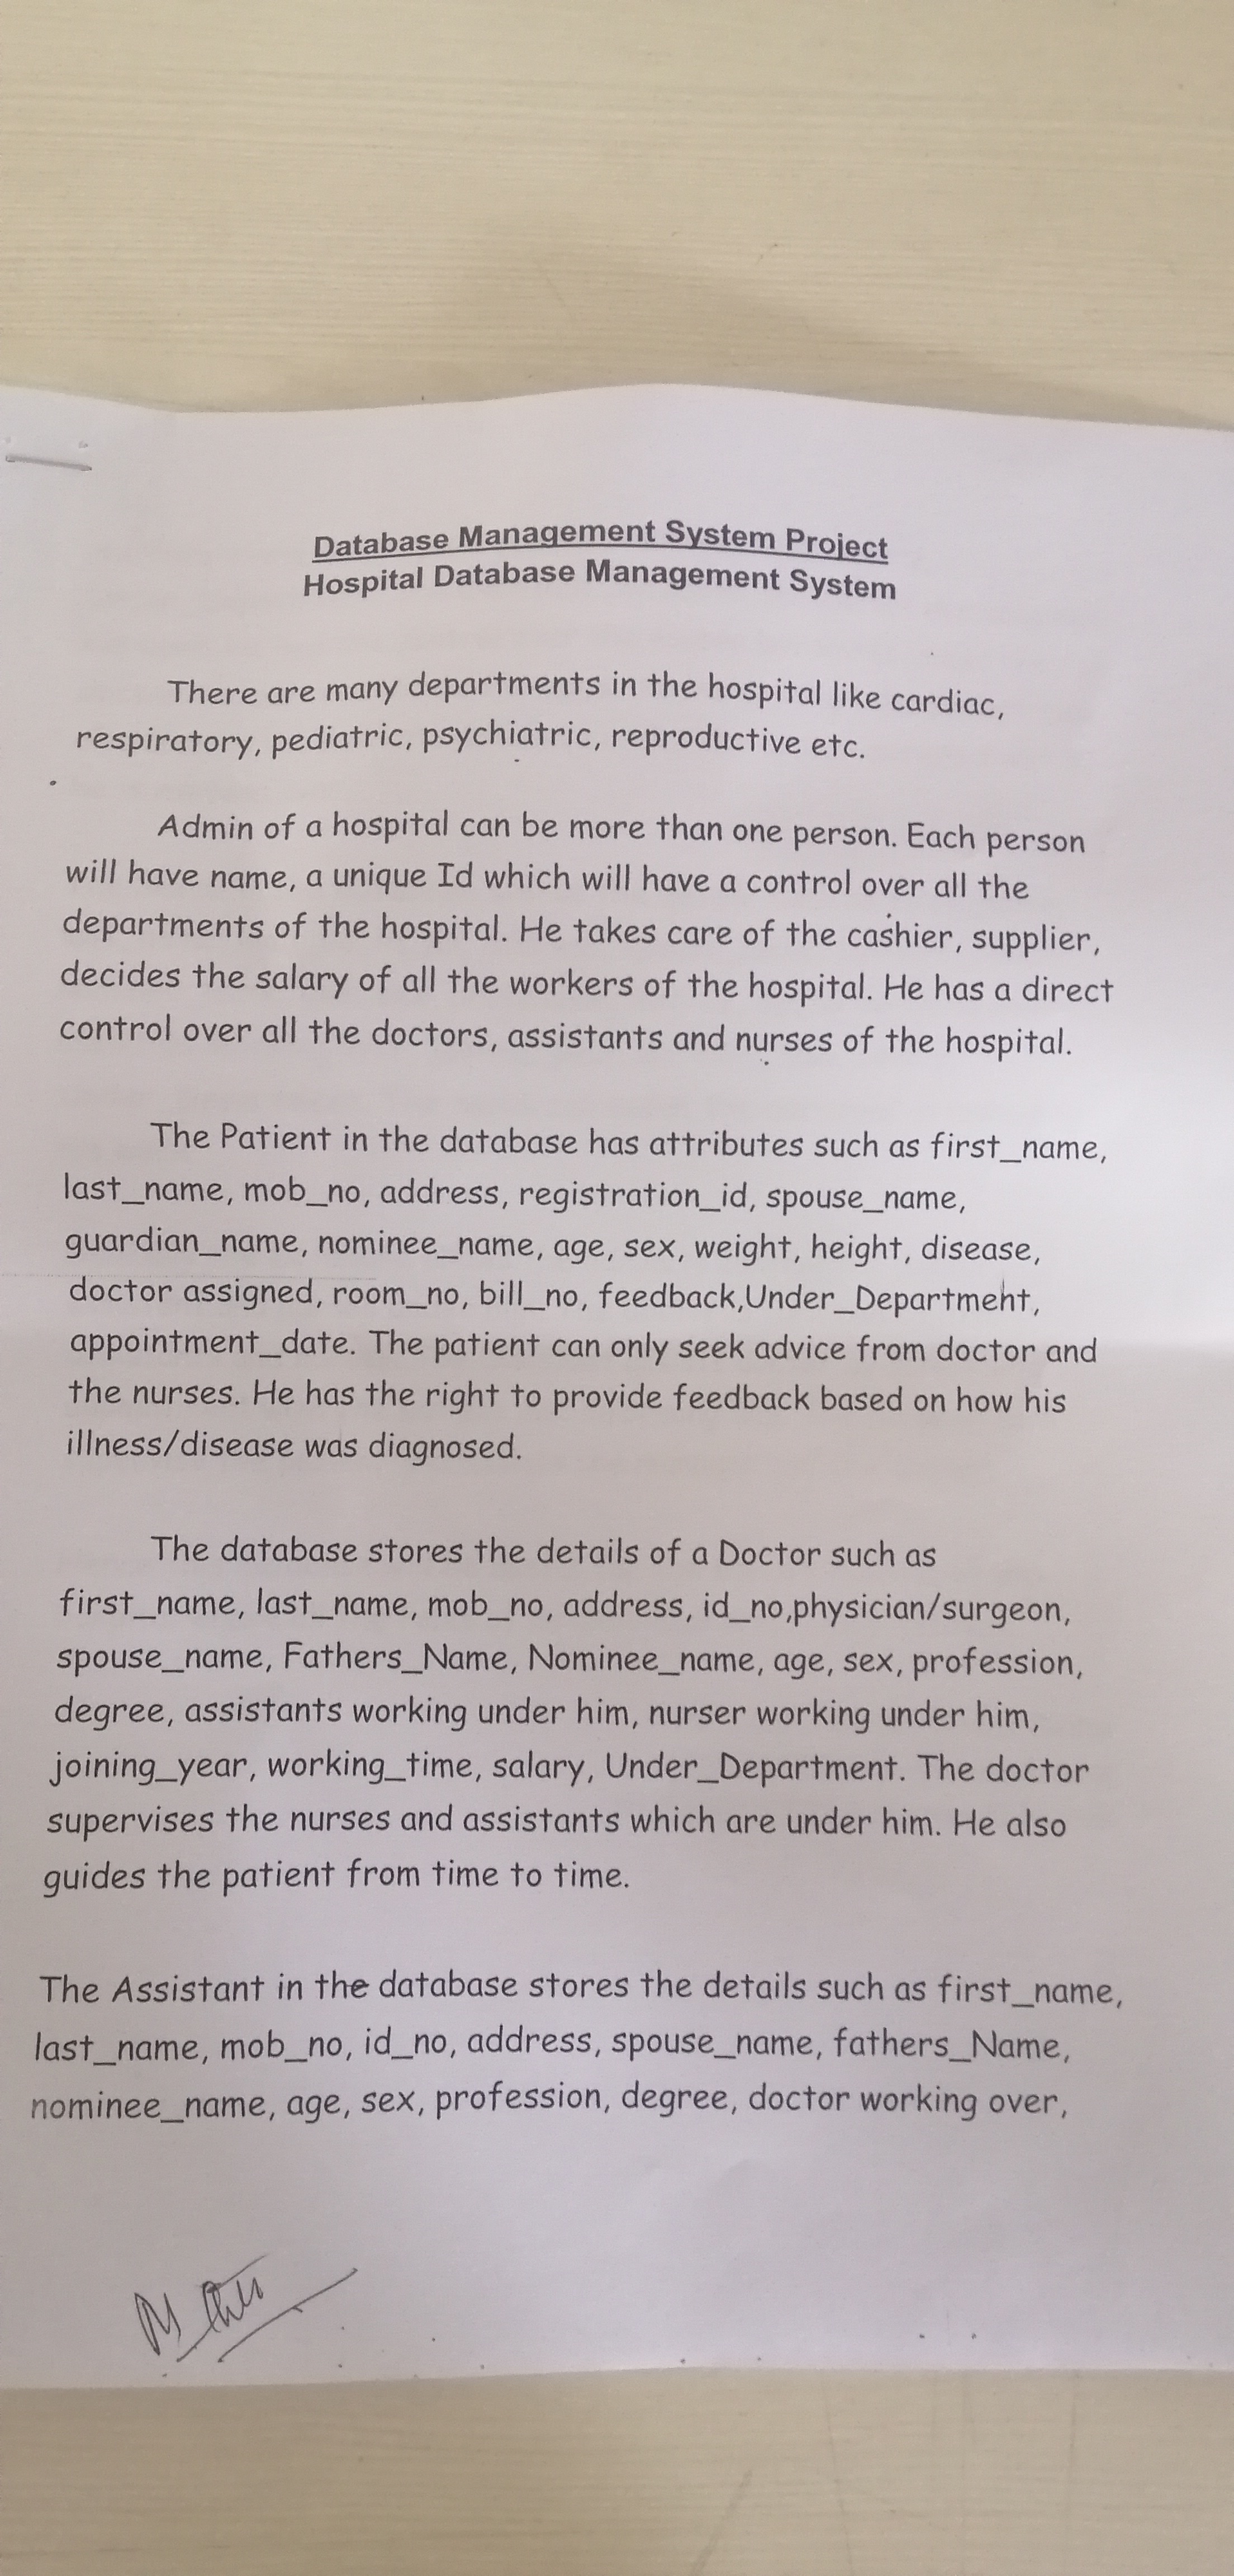 Database Management System Project
Hospital Database Management System
There are many departments in the hospital like cardiac,
respiratory, pediatric, psychiatric, reproductive etc.
Admin of a hospital can be more than one person. Each person
will have name, a unique Id which will have a control over all the
departments of the hospital. He takes care of the cashier, supplier,
decides the salary of all the workers of the hospital. He has a direct
control over all the doctors, assistants and nurses of the hospital.
The Patient in the database has attributes such as first_name,
last_name, mob_no, address, registration_id, spouse_name,
guardian_name, nominee_name, age, sex, weight, height, disease,
doctor assigned, room_no, bill_no, feedback,Under_Department,
appointment_date. The patient can only seek advice from doctor and
the nurses. He has the right to provide feedback based on how his
illness/disease was diagnosed.
The database stores the details of a Doctor such as
first_name, last_name, mob_no, address, id_no,physician/surgeon,
spouse_name, Fathers_Name, Nominee_name, age, sex, profession,
degree, assistants working under him, nurser working under him,
joining_year, working_time, salary, Under_Department. The doctor
supervises the nurses and assistants which are under him. He also
guides the patient from time to time.
The Assistant in the database stores the details such as first_name,
last_name, mob_no, id_no, address, spouse_name, fathers_Name,
nominee_name, age, sex, profession, degree, doctor working over,